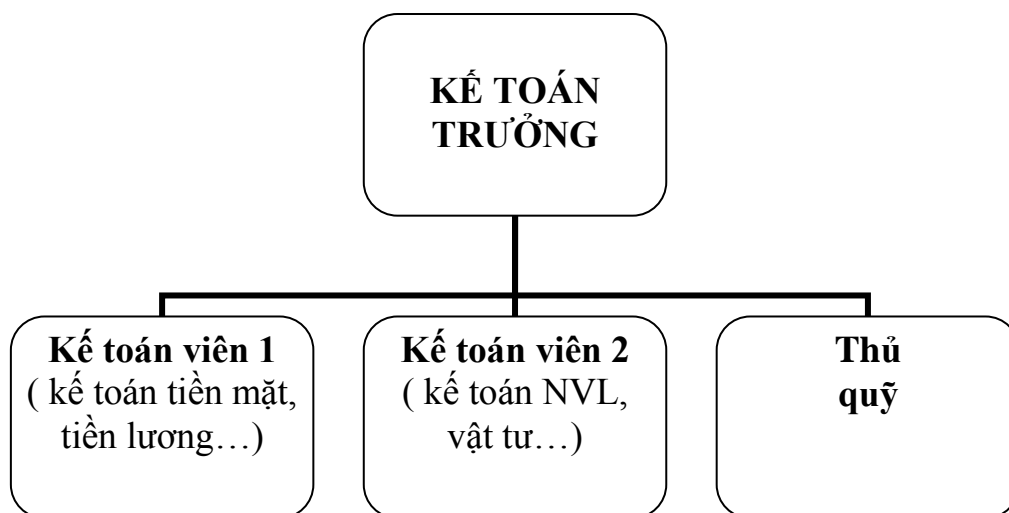 KẾ TOÁN
TRƯỞNG
Kế toán viên 1
( kế toán tiền mặt,
tiền lương…)
Kế toán viên 2
( kế toán NVL,
vật tư…)
Thủ
quỹ